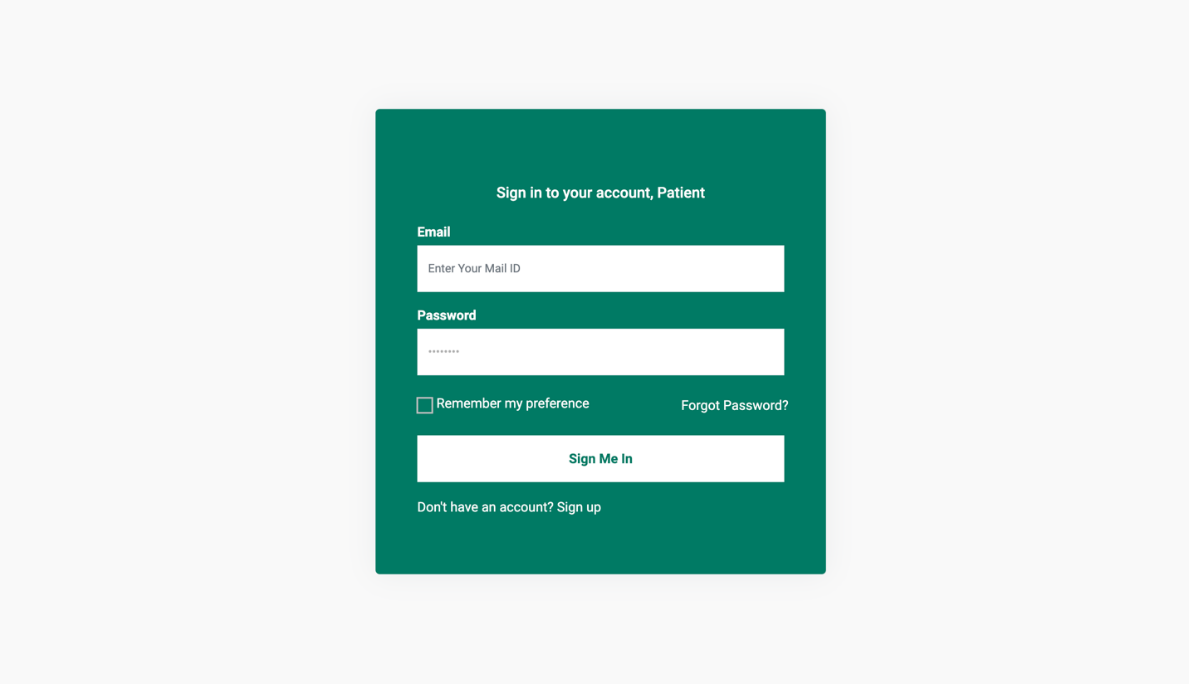 Sign in to your account, Patient
Email
Enter Your Mail ID
Password
••••••••
Remember my preference Forgot Password?
Sign Me In
Don't have an account? Sign up